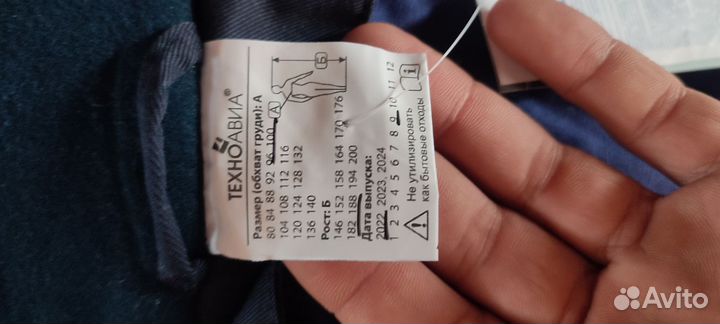 ТЕХНОАВИА®
Размер (обхват груди): А
80 84 88 92 96 100
104 108 112 116
120 124 128 132
136 140
Рост: Б
146 152 158 164 170 176
182 188 194 200
Дата выпуска:
2022, 2023, 2024
1 2 3 4 5 6 7 8 9 10 11 12
Не утилизировать
как бытовые отходы
А
Б
i
Avito